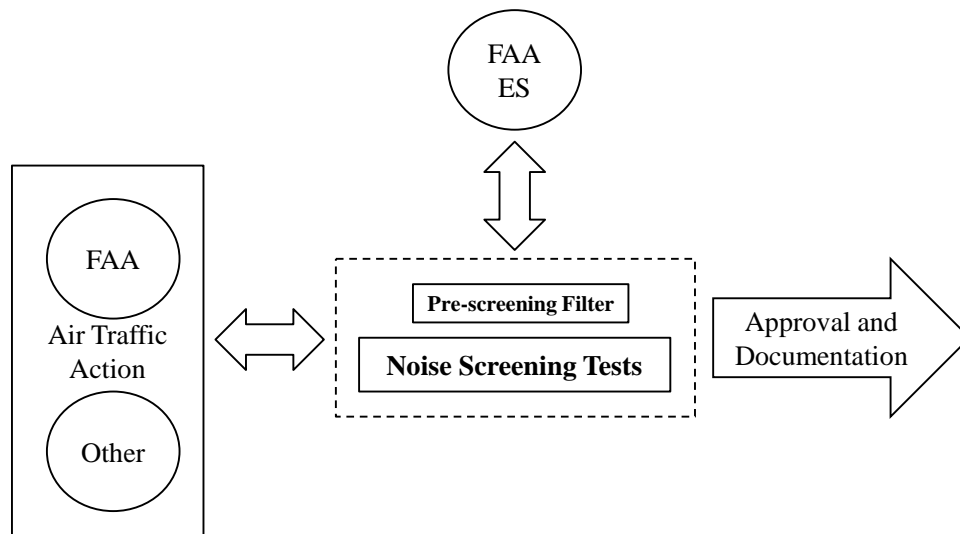 FAA
ES
FAA
Air Traffic
Action
Other
Pre-screening Filter
Noise Screening Tests
Approval and
Documentation